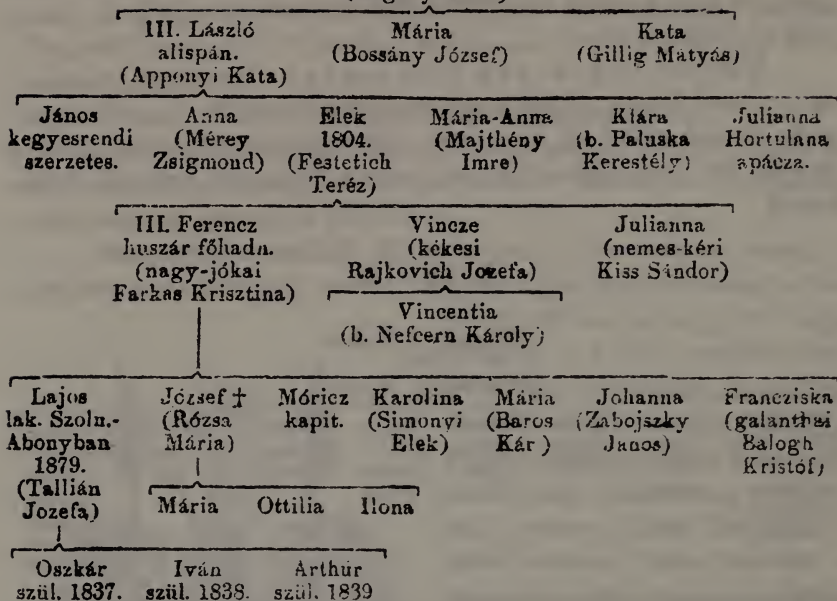 III. László Mária Kata
alispán. (Bossány József) (Gillig Mátyás)
(Apponyi Kata)
János Anna Elek Mária-Anna Klára Julianna
kegyesrendi (Mérey 1804. (Majthény (b. Paluska Hortulana
szerzetes. Zsigmond) (Festetich Imre) Kerestély) apácza.
Teréz)
III. Ferencz Vincze Julianna
huszár főhadn. (kékesi (nemes-kéri
(nagy-jókai Rajkovich Jozefa) Kiss Sándor)
Farkas Krisztina)
Vincentia
(b. Nefcern Károly)
Lajos József † Móricz Karolina Mária Johanna Francziska
lak. Szoln.- (Rózsa kapit. (Simonyi (Baros (Zabojszky (galanthai
Abonyban Mária) Elek) Kár ) János) Balogh
1879. Kristóf)
(Tallián
Jozefa) Mária Ottilia Ilona
Oszkár Iván Arthur
szül. 1837. szül. 1838. szül. 1839